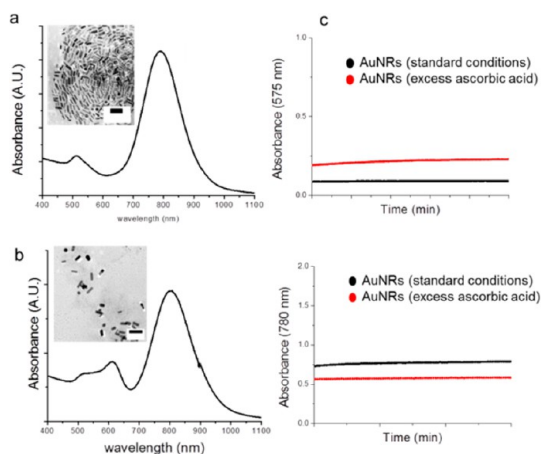 a
Absorbance (A.U.)
400 500 600 700 800 900 1000 1100
wavelength (nm)
b
Absorbance (A.U.)
400 500 600 700 800 900 1000 1100
wavelength (nm)
c
Absorbance (575 nm)
1.0
0.5
0.0
AuNRs (standard conditions)
AuNRs (excess ascorbic acid)
Time (min)
Absorbance (780 nm)
2.0
1.5
1.0
0.5
0.0
AuNRs (standard conditions)
AuNRs (excess ascorbic acid)
Time (min)